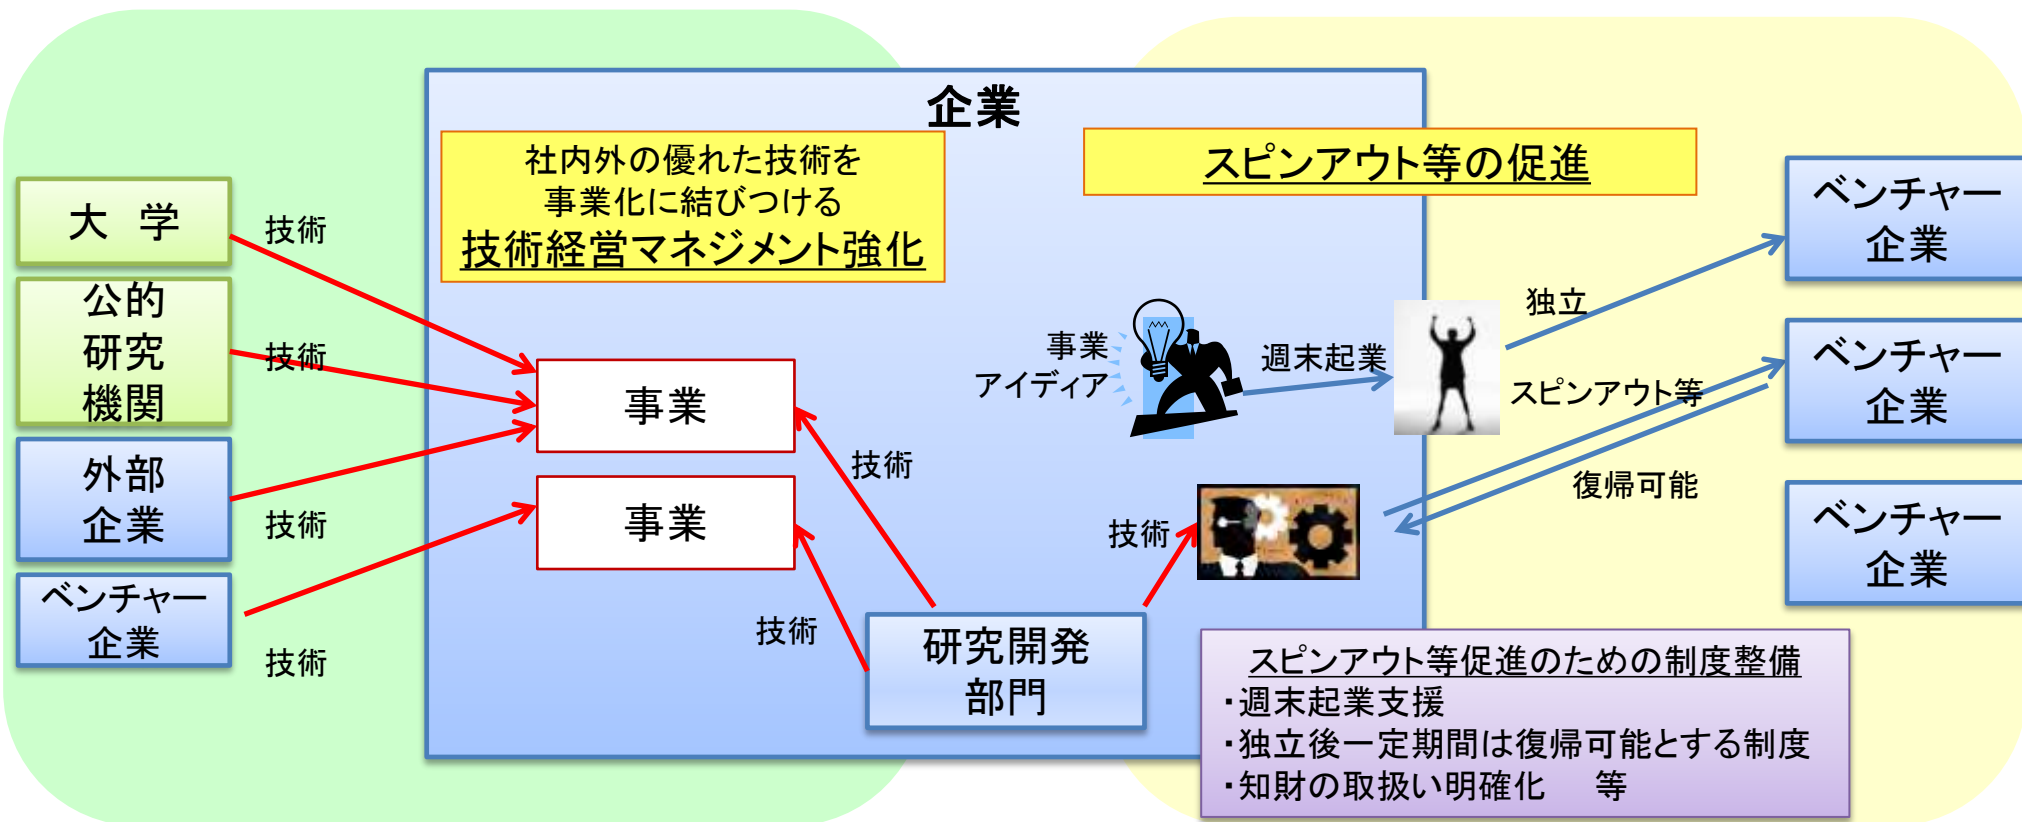 企業
社内外の優れた技術を
事業化に結びつける
技術経営マネジメント強化
スピンアウト等の促進
大　学
公的
研究
機関
外部
企業
ベンチャー
企業
技術
技術
技術
技術
事業
事業
技術
技術
研究開発
部門
技術
事業
アイディア
週末起業
独立
スピンアウト等
復帰可能
ベンチャー
企業
ベンチャー
企業
ベンチャー
企業
スピンアウト等促進のための制度整備
・週末起業支援
・独立後一定期間は復帰可能とする制度
・知財の取扱い明確化　等